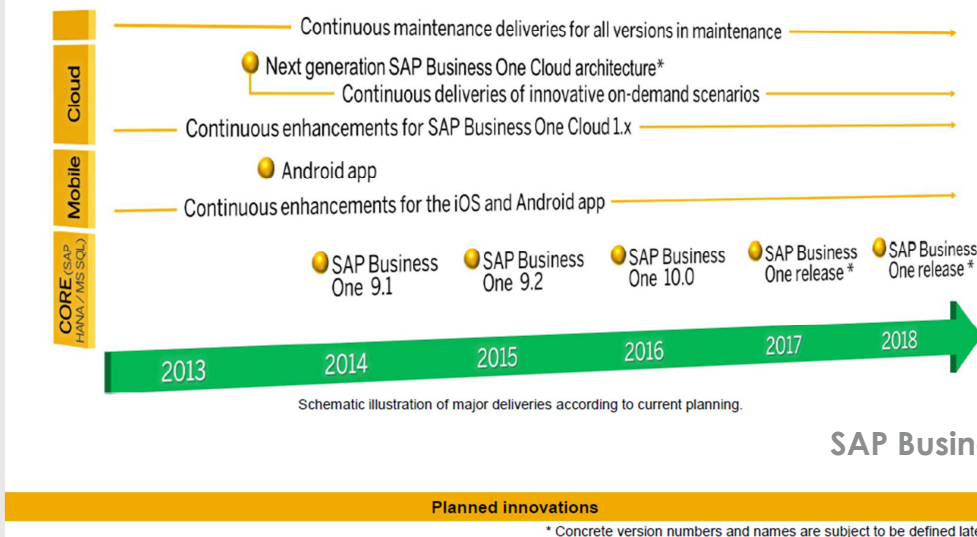 Continuous maintenance deliveries for all versions in maintenance
Cloud
Next generation SAP Business One Cloud architecture*
Continuous deliveries of innovative on-demand scenarios
Continuous enhancements for SAP Business One Cloud 1.x
Mobile
Android app
Continuous enhancements for the iOS and Android app
CORE (SAP
HANA / MS SQL)
SAP Business
One 9.1
SAP Business
One 9.2
SAP Business
One 10.0
SAP Business
One release *
SAP Business
One release *
2013
2014
2015
2016
2017
2018
Schematic illustration of major deliveries according to current planning.
SAP Busin
Planned innovations
* Concrete version numbers and names are subject to be defined late